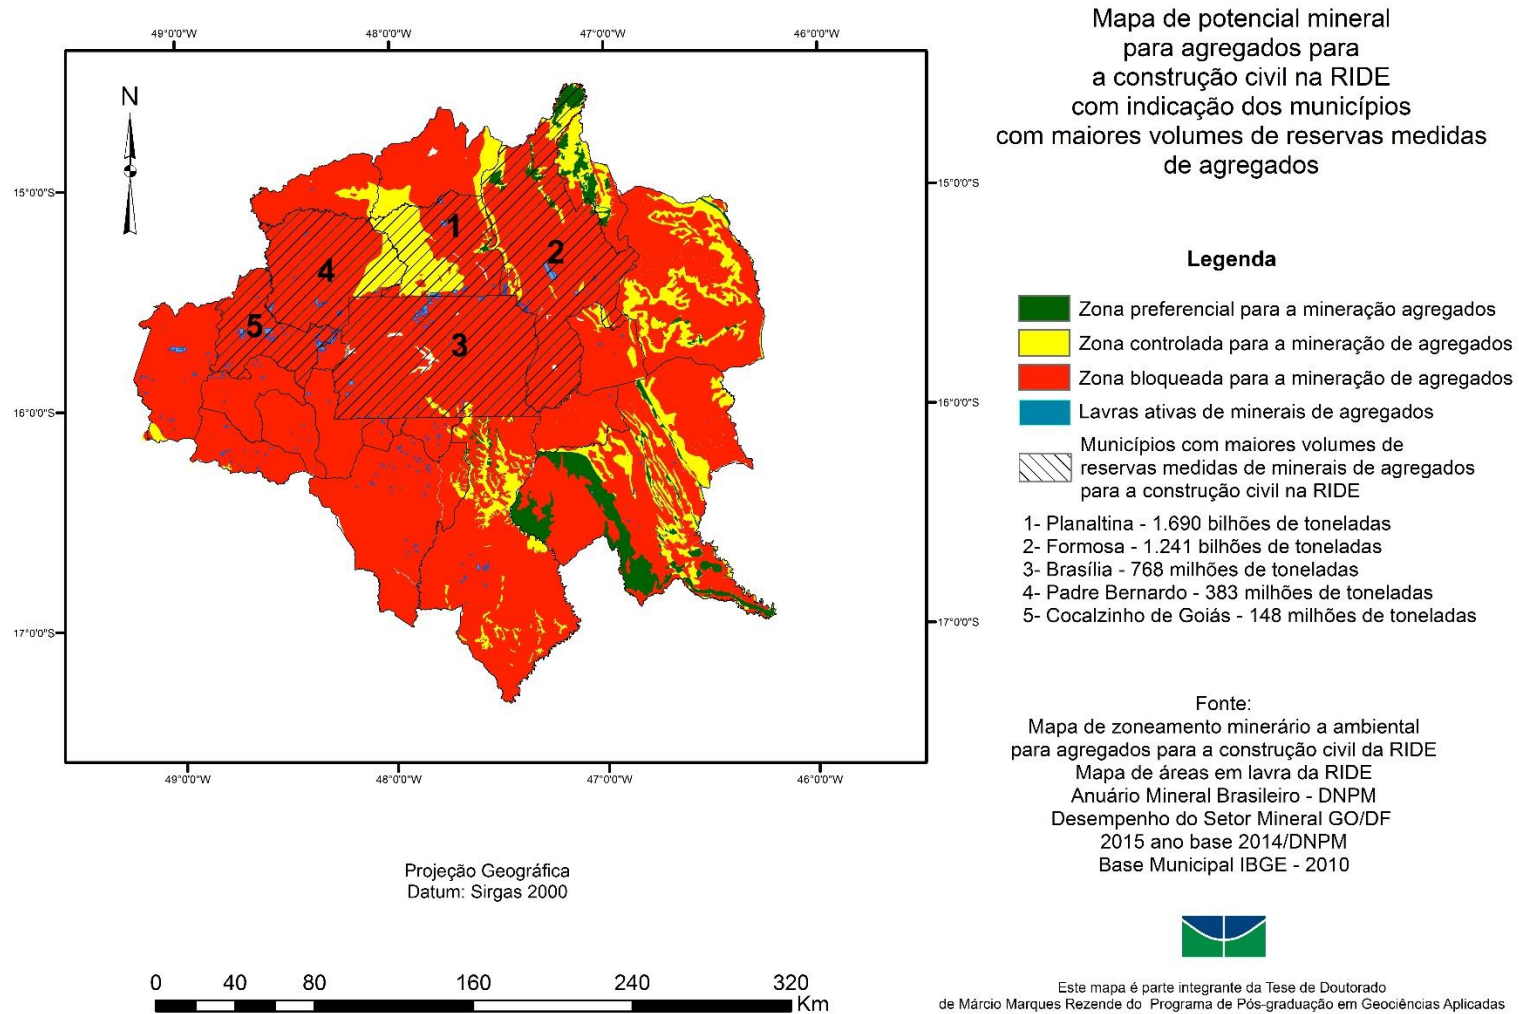 Mapa de potencial mineral
para agregados para
a construção civil na RIDE
com indicação dos municípios
com maiores volumes de reservas medidas
de agregados
49°0'0"W 48°0'0"W 47°0'0"W 46°0'0"W
N
15°0'0"S 15°0'0"S
16°0'0"S 16°0'0"S
17°0'0"S 17°0'0"S
1
2
4
5
3
49°0'0"W 48°0'0"W 47°0'0"W 46°0'0"W
Legenda
Zona preferencial para a mineração agregados
Zona controlada para a mineração de agregados
Zona bloqueada para a mineração de agregados
Lavras ativas de minerais de agregados
Municípios com maiores volumes de
reservas medidas de minerais de agregados
para a construção civil na RIDE
1- Planaltina - 1.690 bilhões de toneladas
2- Formosa - 1.241 bilhões de toneladas
3- Brasília - 768 milhões de toneladas
4- Padre Bernardo - 383 milhões de toneladas
5- Cocalzinho de Goiás - 148 milhões de toneladas
Fonte:
Mapa de zoneamento minerário a ambiental
para agregados para a construção civil da RIDE
Mapa de áreas em lavra da RIDE
Anuário Mineral Brasileiro - DNPM
Desempenho do Setor Mineral GO/DF
2015 ano base 2014/DNPM
Base Municipal IBGE - 2010
Projeção Geográfica
Datum: Sirgas 2000
0 40 80 160 240 320
Km
Este mapa é parte integrante da Tese de Doutorado
de Márcio Marques Rezende do Programa de Pós-graduação em Geociências Aplicadas